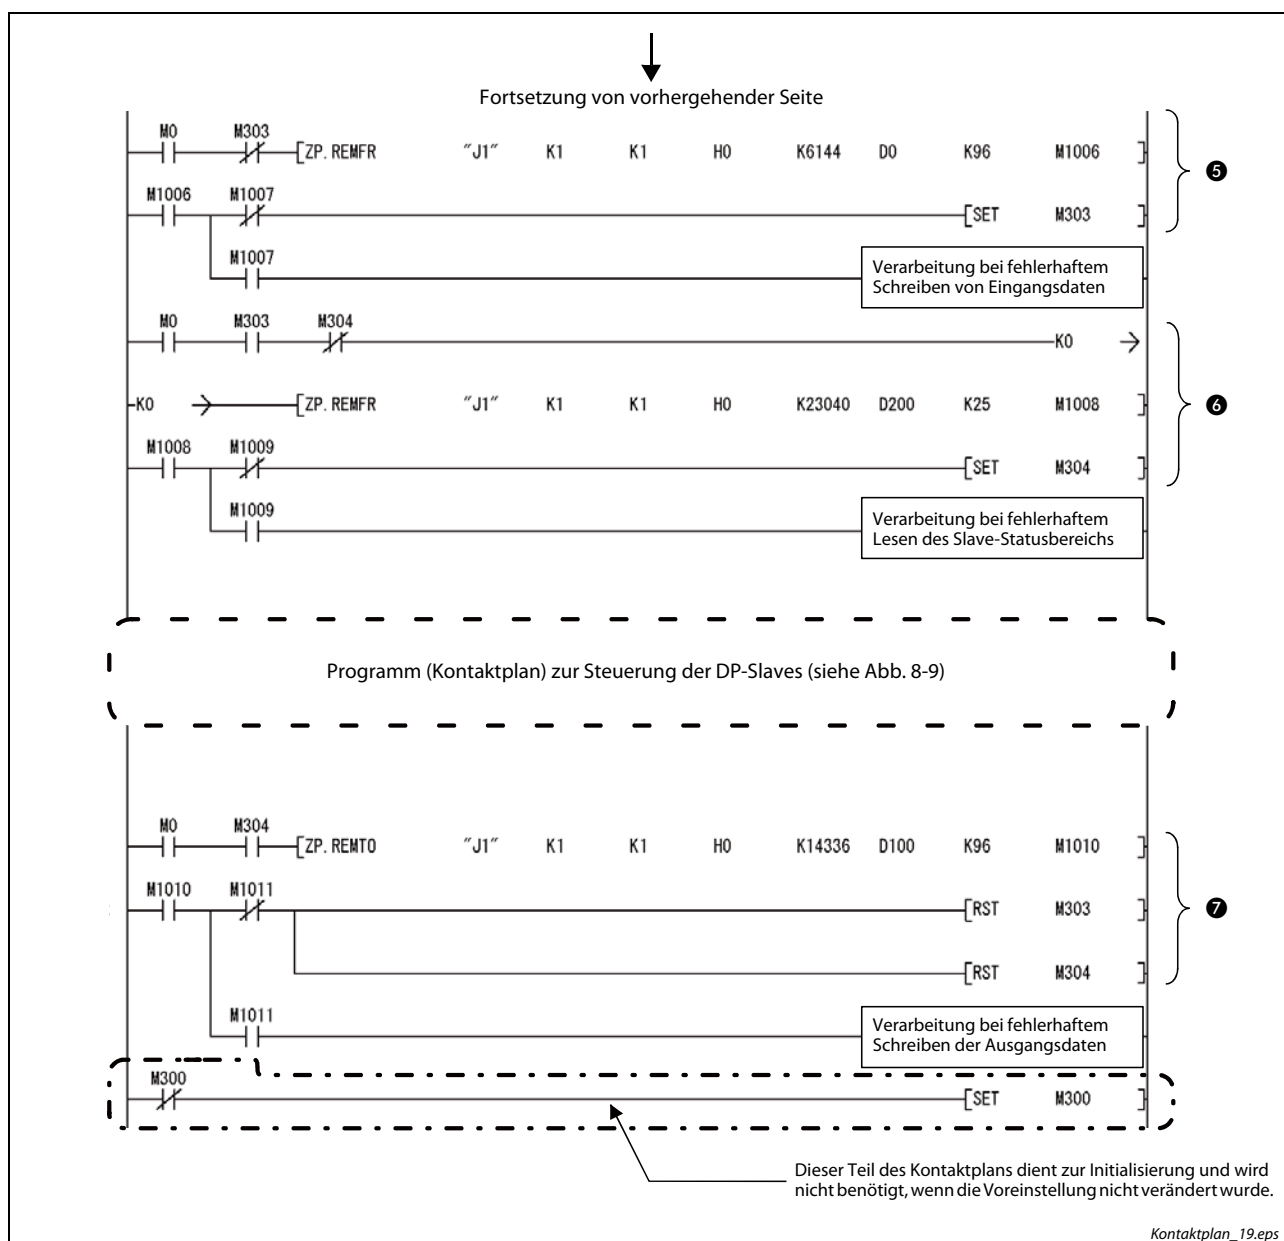 Fortsetzung von vorhergehender Seite
M0 M303
[ZP.REMFR "J1" K1 K1 H0 K6144 D0 K96 M1006 ]
❺
M1006 M1007
[SET M303 ]
M1007
Verarbeitung bei fehlerhaftem
Schreiben von Eingangsdaten
M0 M303 M304
K0
❻
K0 [ZP.REMFR "J1" K1 K1 H0 K23040 D200 K25 M1008 ]
M1008 M1009
[SET M304 ]
M1009
Verarbeitung bei fehlerhaftem
Lesen des Slave-Statusbereichs
Programm (Kontaktplan) zur Steuerung der DP-Slaves (siehe Abb. 8-9)
M0 M304
[ZP.REMTO "J1" K1 K1 H0 K14336 D100 K96 M1010 ]
❼
M1010 M1011
[RST M303 ]
[RST M304 ]
M1011
Verarbeitung bei fehlerhaftem
Schreiben der Ausgangsdaten
M300
[SET M300 ]
Dieser Teil des Kontaktplans dient zur Initialisierung und wird
nicht benötigt, wenn die Voreinstellung nicht verändert wurde.
Kontaktplan_19.eps